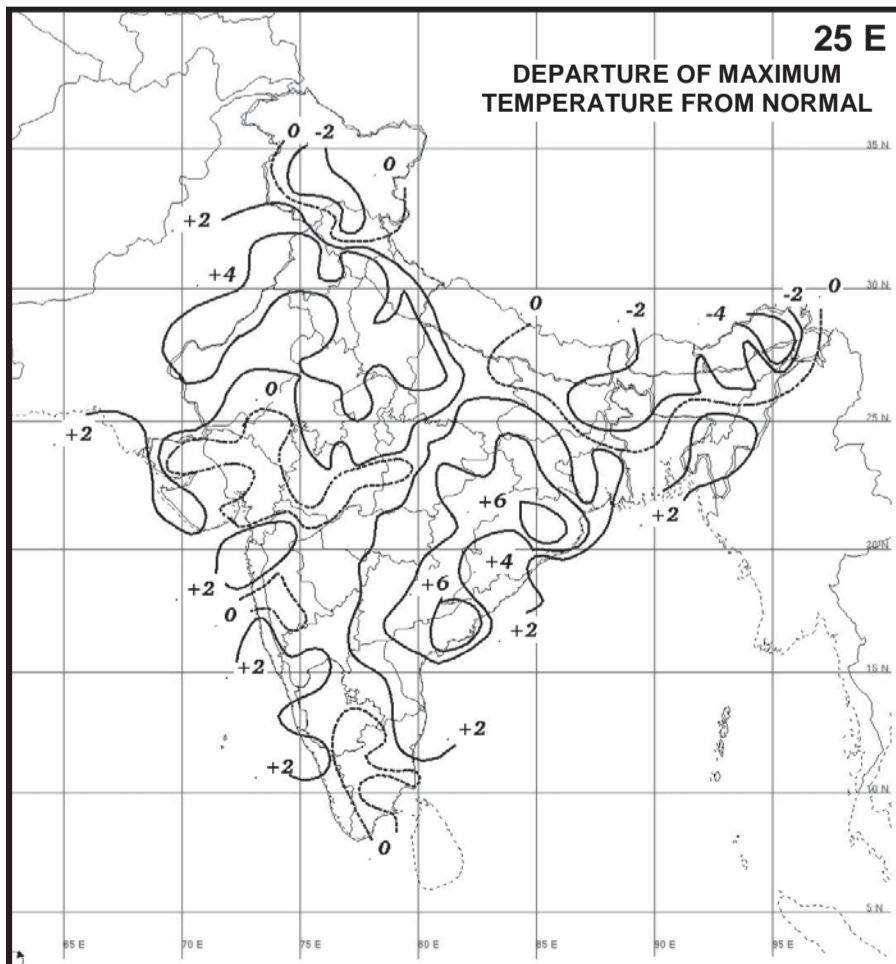 25 E
DEPARTURE OF MAXIMUM
TEMPERATURE FROM NORMAL
0 -2
35 N
0
+2
+4
30 N
0
-2
-4
-2
0
0
25 N
+2
+6
+2
20 N
+4
+6
+2
0
+2
+2
15 N
+2
+2
10 N
0
5 N
65 E
70 E
75 E
80 E
85 E
90 E
95 E